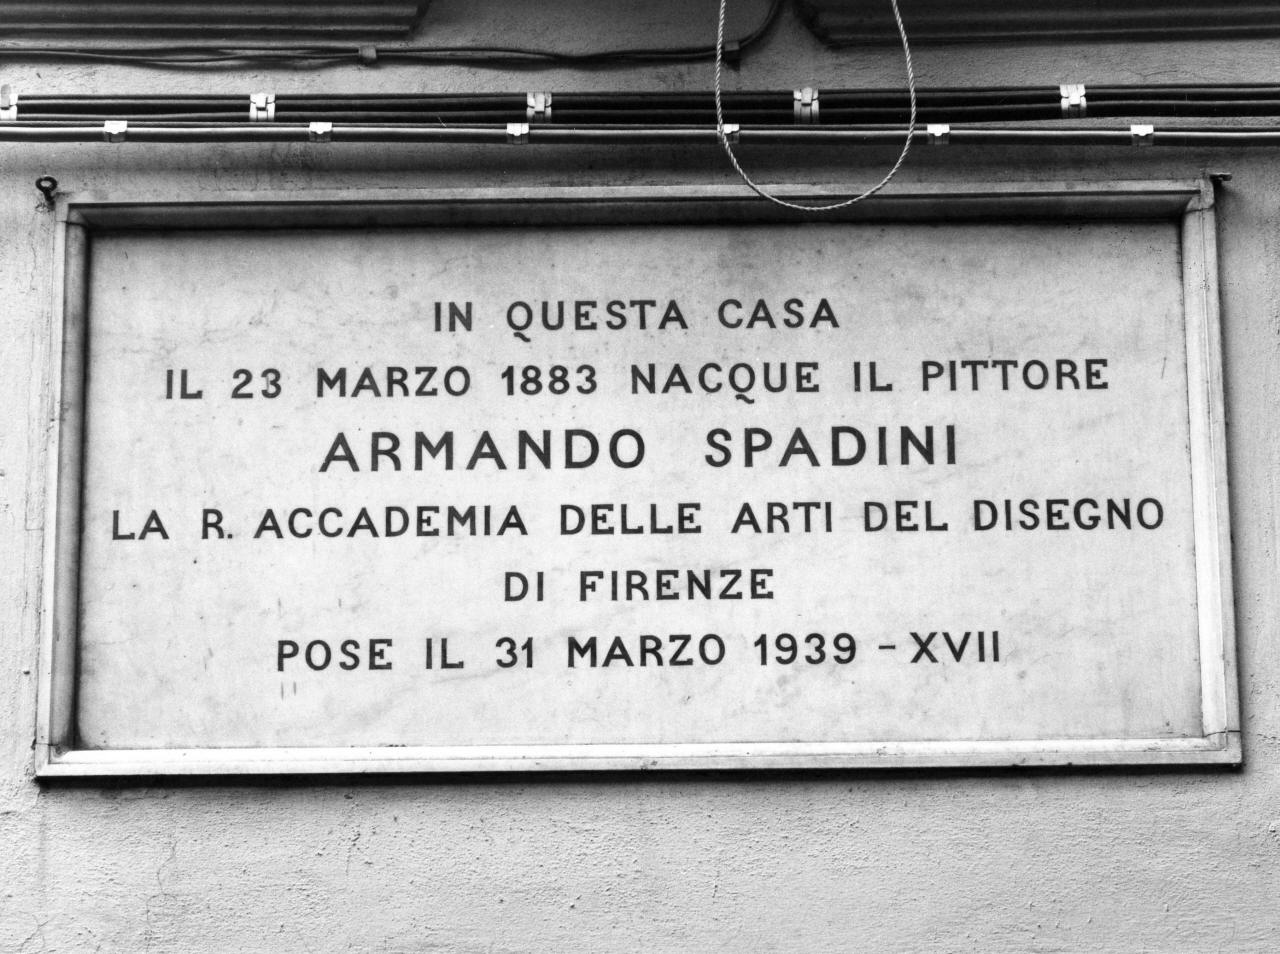 IN QUESTA CASA
IL 23 MARZO 1883 NACQUE IL PITTORE
ARMANDO SPADINI
LA R. ACCADEMIA DELLE ARTI DEL DISEGNO
DI FIRENZE
POSE IL 31 MARZO 1939 - XVII